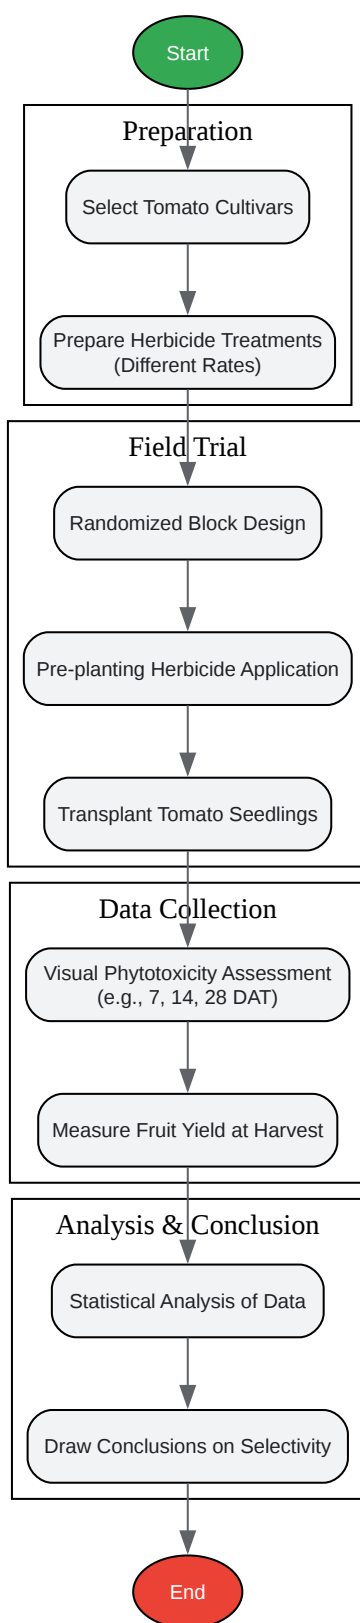 Start
Preparation
Select Tomato Cultivars
Prepare Herbicide Treatments
(Different Rates)
Field Trial
Randomized Block Design
Pre-planting Herbicide Application
Transplant Tomato Seedlings
Data Collection
Visual Phytotoxicity Assessment
(e.g., 7, 14, 28 DAT)
Measure Fruit Yield at Harvest
Analysis & Conclusion
Statistical Analysis of Data
Draw Conclusions on Selectivity
End